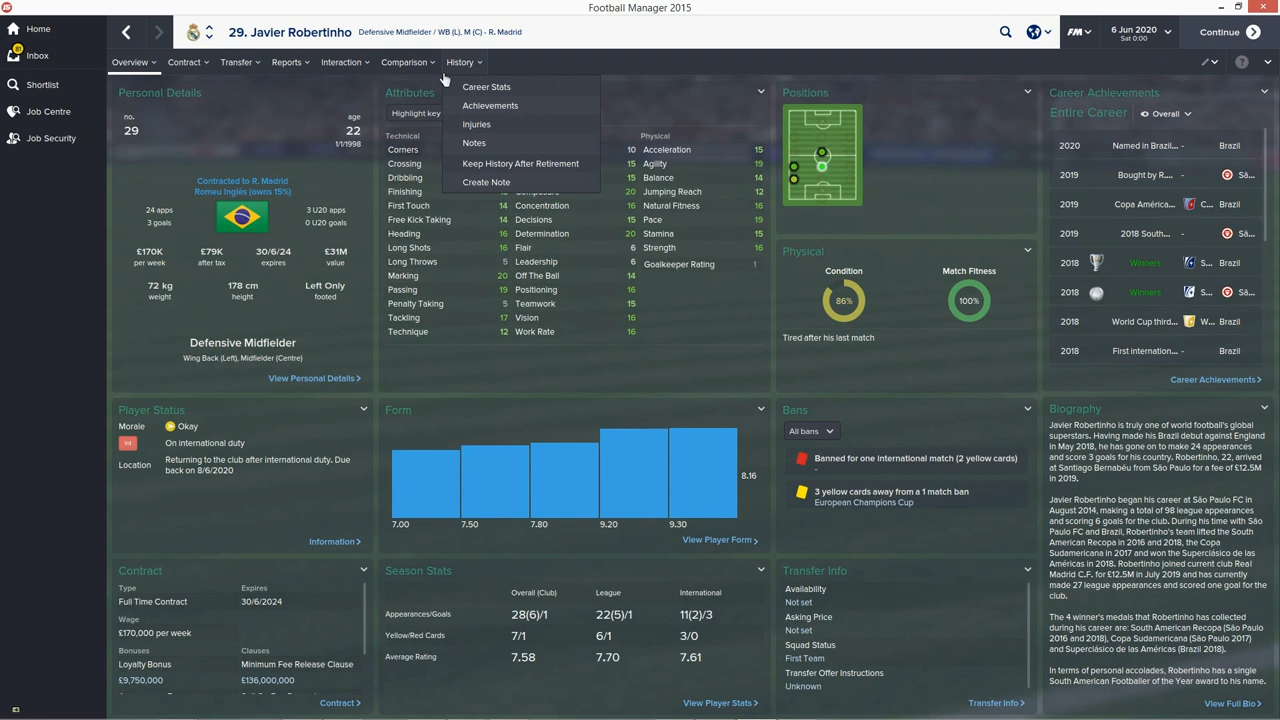 Football Manager 2015
Home
81
Inbox
Shortlist
Job Centre
Job Security
29. Javier Robertinho
Defensive Midfielder / WB (L), M (C) - R. Madrid
FM
6 Jun 2020
Sat 0:00
Continue
Overview
Contract
Transfer
Reports
Interaction
Comparison
History
Career Stats
Achievements
Injuries
Notes
Keep History After Retirement
Create Note
Personal Details
no.
29
age
22
1/1/1998
Contracted to R. Madrid
Romeu Inglês (owns 15%)
24 apps
3 goals
3 U20 apps
0 U20 goals
£170K
per week
£79K
after tax
30/6/24
expires
£31M
value
72 kg
weight
178 cm
height
Left Only
footed
Defensive Midfielder
Wing Back (Left), Midfielder (Centre)
View Personal Details
Attributes
Highlight key
Technical
Physical
Corners 10
Acceleration 15
Crossing 15
Agility 19
Dribbling 15
Balance 14
Finishing
20
Jumping Reach 12
First Touch 14
Concentration 16
Natural Fitness 16
Free Kick Taking 14
Decisions 15
Pace 19
Heading 16
Determination 20
Stamina 15
Long Shots 16
Flair 6
Strength 16
Long Throws 5
Leadership 6
Goalkeeper Rating 1
Marking 20
Off The Ball 14
Passing 19
Positioning 16
Penalty Taking 5
Teamwork 15
Tackling 17
Vision 16
Technique 12
Work Rate 16
Positions
Physical
Condition
86%
Match Fitness
100%
Tired after his last match
Career Achievements
Entire Career
Overall
2020 Named in Brazil... - Brazil
2019 Bought by R.... Sã...
2019 Copa América... C... Brazil
2019 2018 South... - Sã...
2018 Winners S... Brazil
2018 Winners S... Sã...
2018 World Cup third... W... Brazil
2018 First internation... - Brazil
Career Achievements
Player Status
Morale
Okay
Int
On international duty
Location
Returning to the club after international duty. Due
back on 8/6/2020
Information
Form
8.16
7.00 7.50 7.80 9.20 9.30
View Player Form
Bans
All bans
Banned for one international match (2 yellow cards)
-
3 yellow cards away from a 1 match ban
European Champions Cup
Biography
Javier Robertinho is truly one of world football's global
superstars. Having made his Brazil debut against England
in May 2018, he has gone on to make 24 appearances
and score 3 goals for his country. Robertinho, 22, arrived
at Santiago Bernabéu from São Paulo for a fee of £12.5M
in 2019.
Javier Robertinho began his career at São Paulo FC in
August 2014, making a total of 98 league appearances
and scoring 6 goals for the club. During his time with São
Paulo FC and Brazil, Robertinho's team lifted the South
American Recopa in 2016 and 2018, the Copa
Sudamericana in 2017 and won the Superclásico de las
Américas in 2018. Robertinho joined current club Real
Madrid C.F. for £12.5M in July 2019 and has currently
made 27 league appearances and scored one goal for the
club.
The 4 winner's medals that Robertinho has collected
during his career are: South American Recopa (São Paulo
2016 and 2018), Copa Sudamericana (São Paulo 2017)
and Superclásico de las Américas (Brazil 2018).
In terms of personal accolades, Robertinho has a single
South American Footballer of the Year award to his name.
View Full Bio
Contract
Type
Full Time Contract
Expires
30/6/2024
Wage
£170,000 per week
Bonuses
Loyalty Bonus
£9,750,000
Clauses
Minimum Fee Release Clause
£136,000,000
Contract
Season Stats
Overall (Club) League International
Appearances/Goals 28(6)/1 22(5)/1 11(2)/3
Yellow/Red Cards 7/1 6/1 3/0
Average Rating 7.58 7.70 7.61
View Player Stats
Transfer Info
Availability
Not set
Asking Price
Not set
Squad Status
First Team
Transfer Offer Instructions
Unknown
Transfer Info